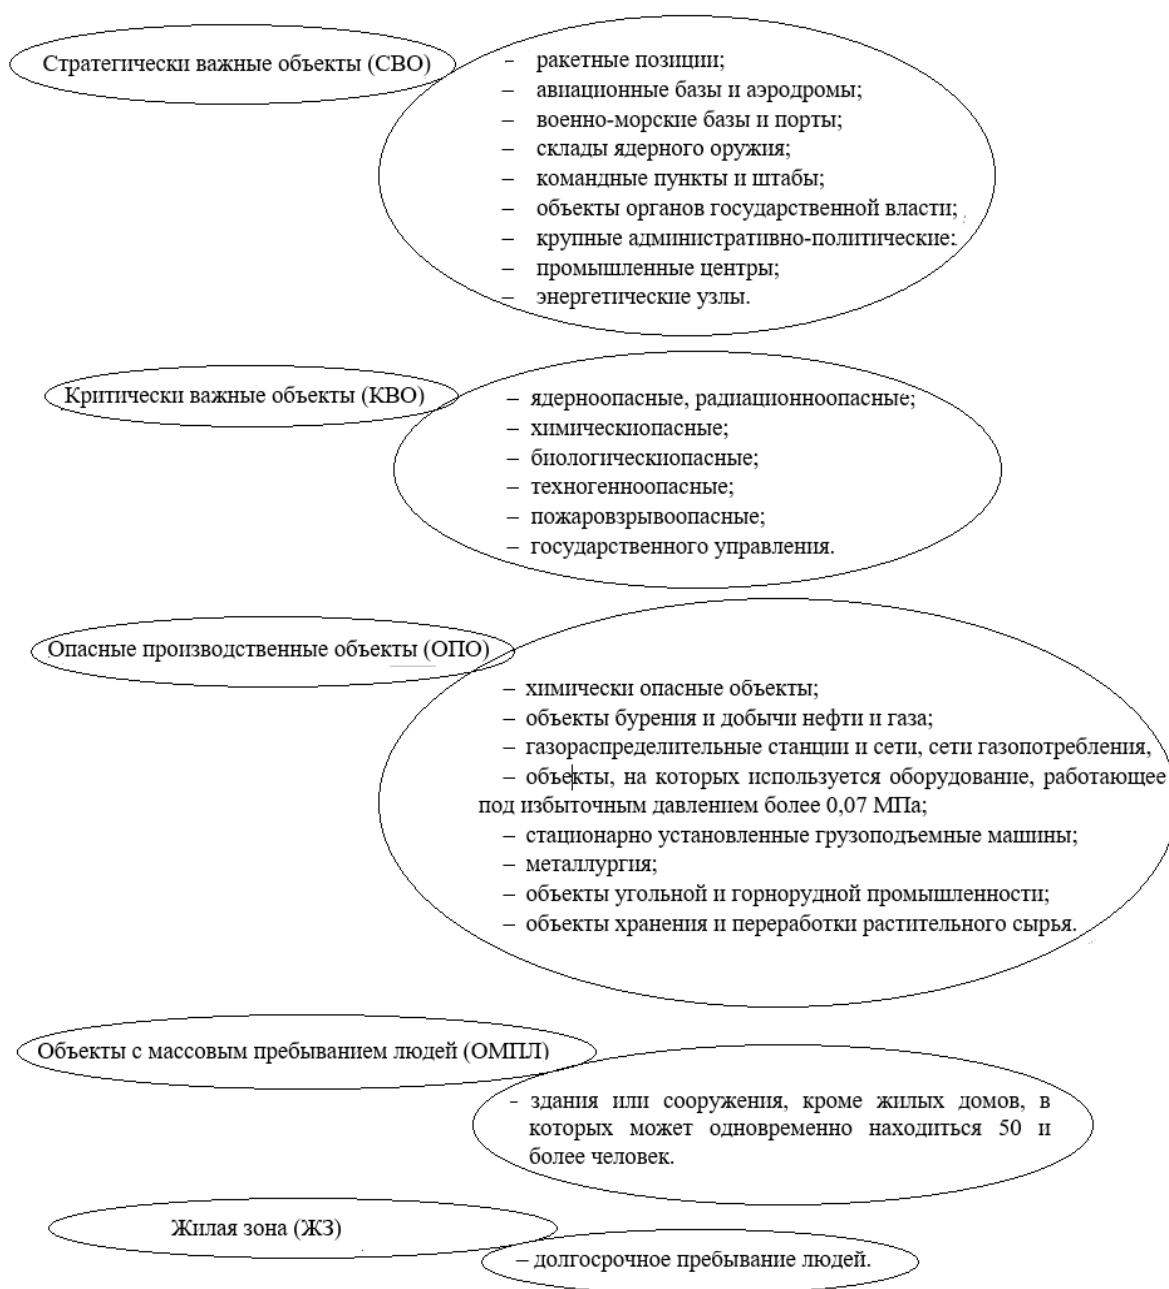 Стратегически важные объекты (СВО)
- ракетные позиции;
– авиационные базы и аэродромы;
– военно-морские базы и порты;
– склады ядерного оружия;
– командные пункты и штабы;
– объекты органов государственной власти;
– крупные административно-политические;
– промышленные центры;
– энергетические узлы.
Критически важные объекты (КВО)
– ядерноопасные, радиационноопасные;
– химическиопасные;
– биологическиопасные;
– техногенноопасные;
– пожаровзрывоопасные;
– государственного управления.
Опасные производственные объекты (ОПО)
– химически опасные объекты;
– объекты бурения и добычи нефти и газа;
– газораспределительные станции и сети, сети газопотребления,
– объекты, на которых используется оборудование, работающее
под избыточным давлением более 0,07 МПа;
– стационарно установленные грузоподъемные машины;
– металлургия;
– объекты угольной и горнорудной промышленности;
– объекты хранения и переработки растительного сырья.
Объекты с массовым пребыванием людей (ОМПЛ)
- здания или сооружения, кроме жилых домов, в
которых может одновременно находиться 50 и
более человек.
Жилая зона (ЖЗ)
– долгосрочное пребывание людей.